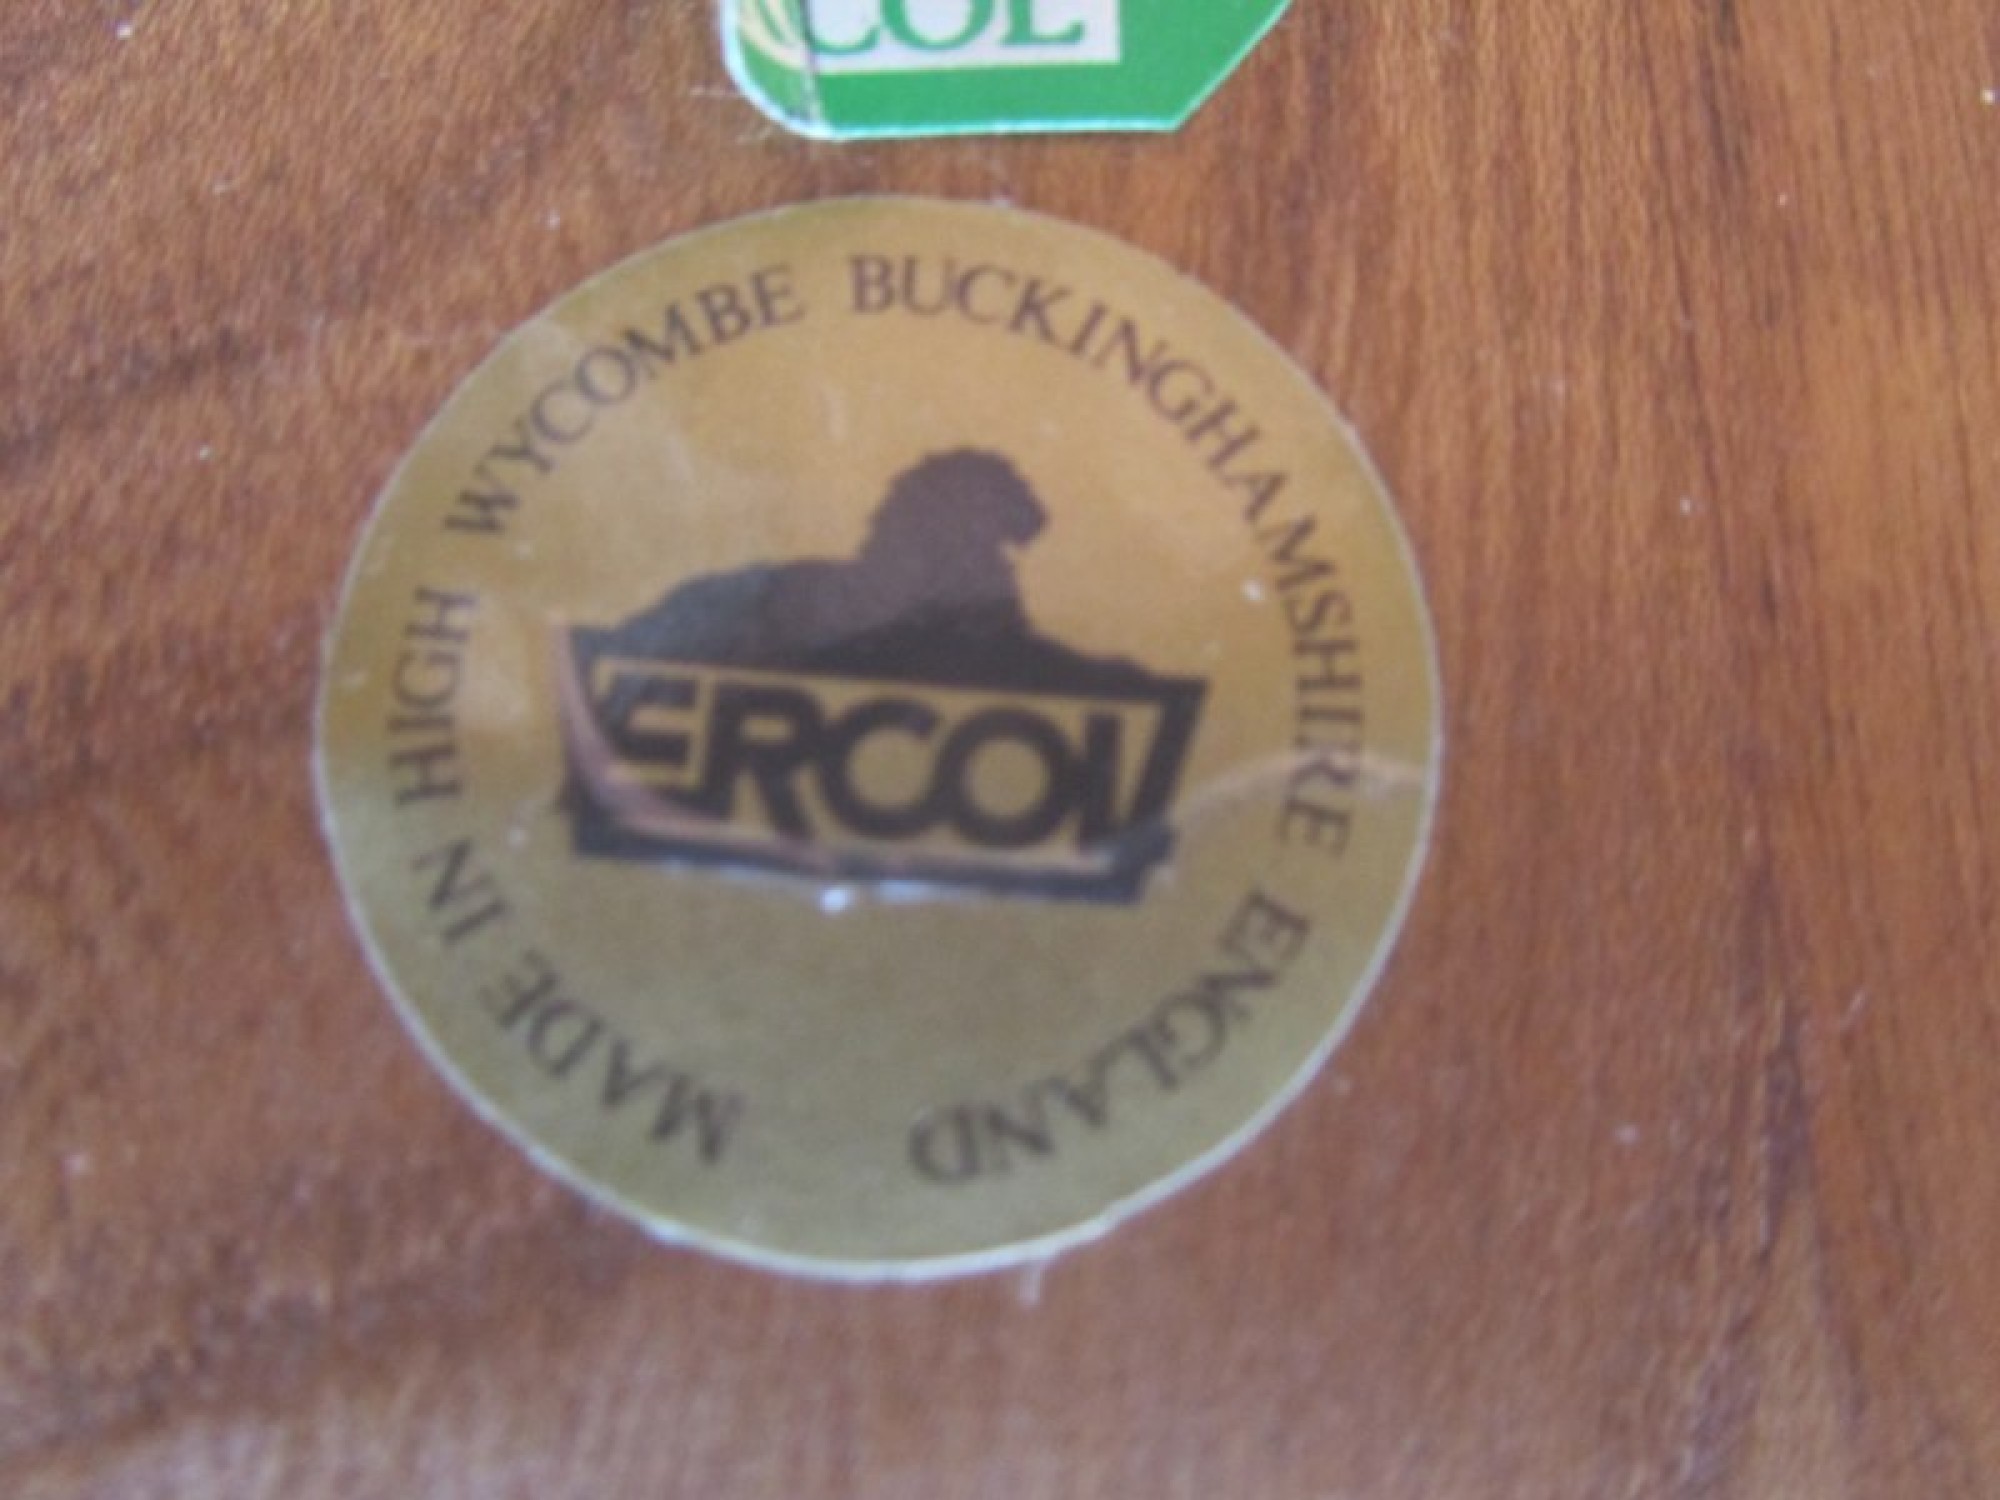 COL
MADE IN HIGH WYCOMBE BUCKINGHAMSHIRE ENGLAND
ERCOL